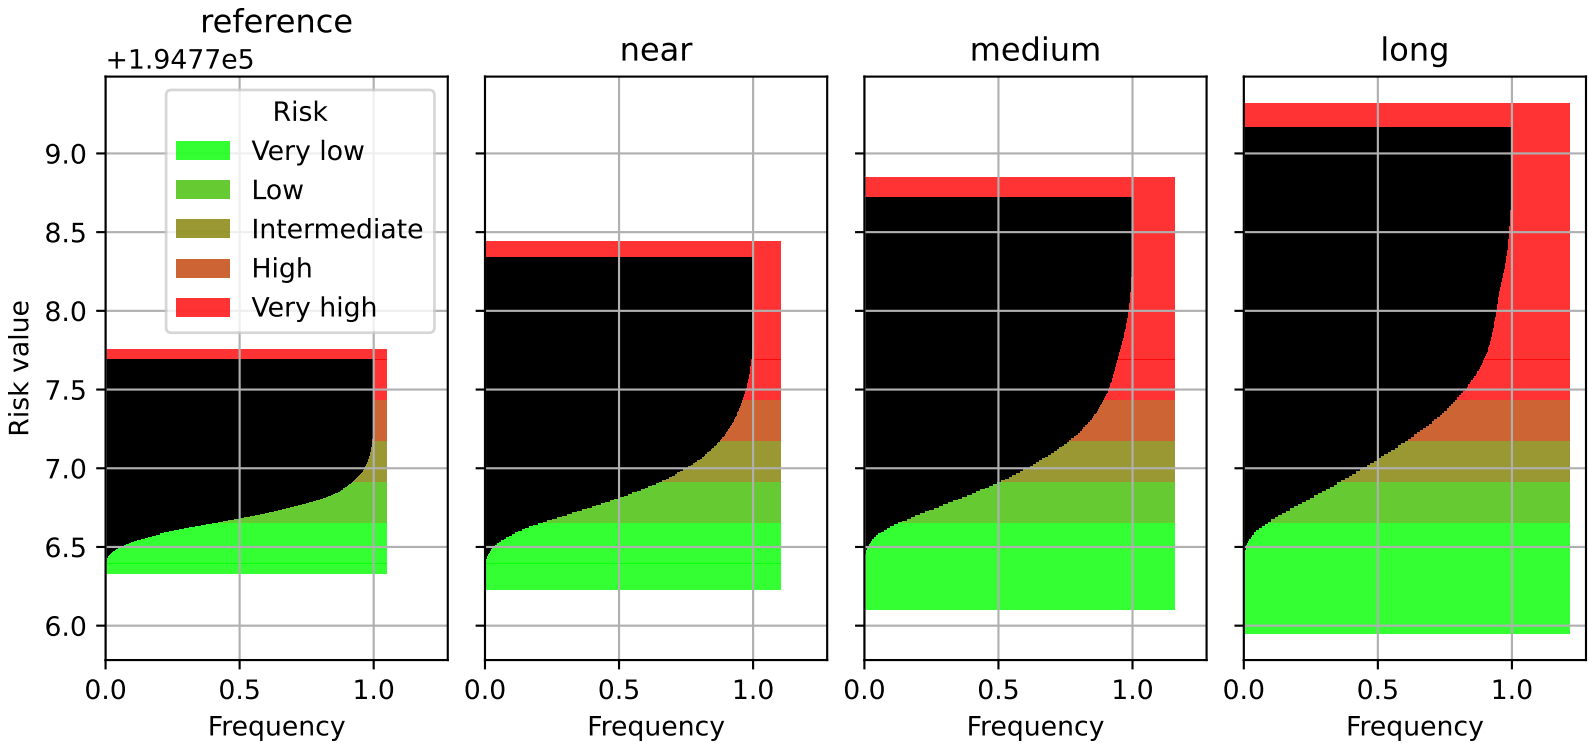 reference
near
medium
long
+1.9477e5
Risk
Very low
Low
Intermediate
High
Very high
Risk value
9.0
8.5
8.0
7.5
7.0
6.5
6.0
0.0 0.5 1.0
0.0 0.5 1.0
0.0 0.5 1.0
0.0 0.5 1.0
Frequency
Frequency
Frequency
Frequency